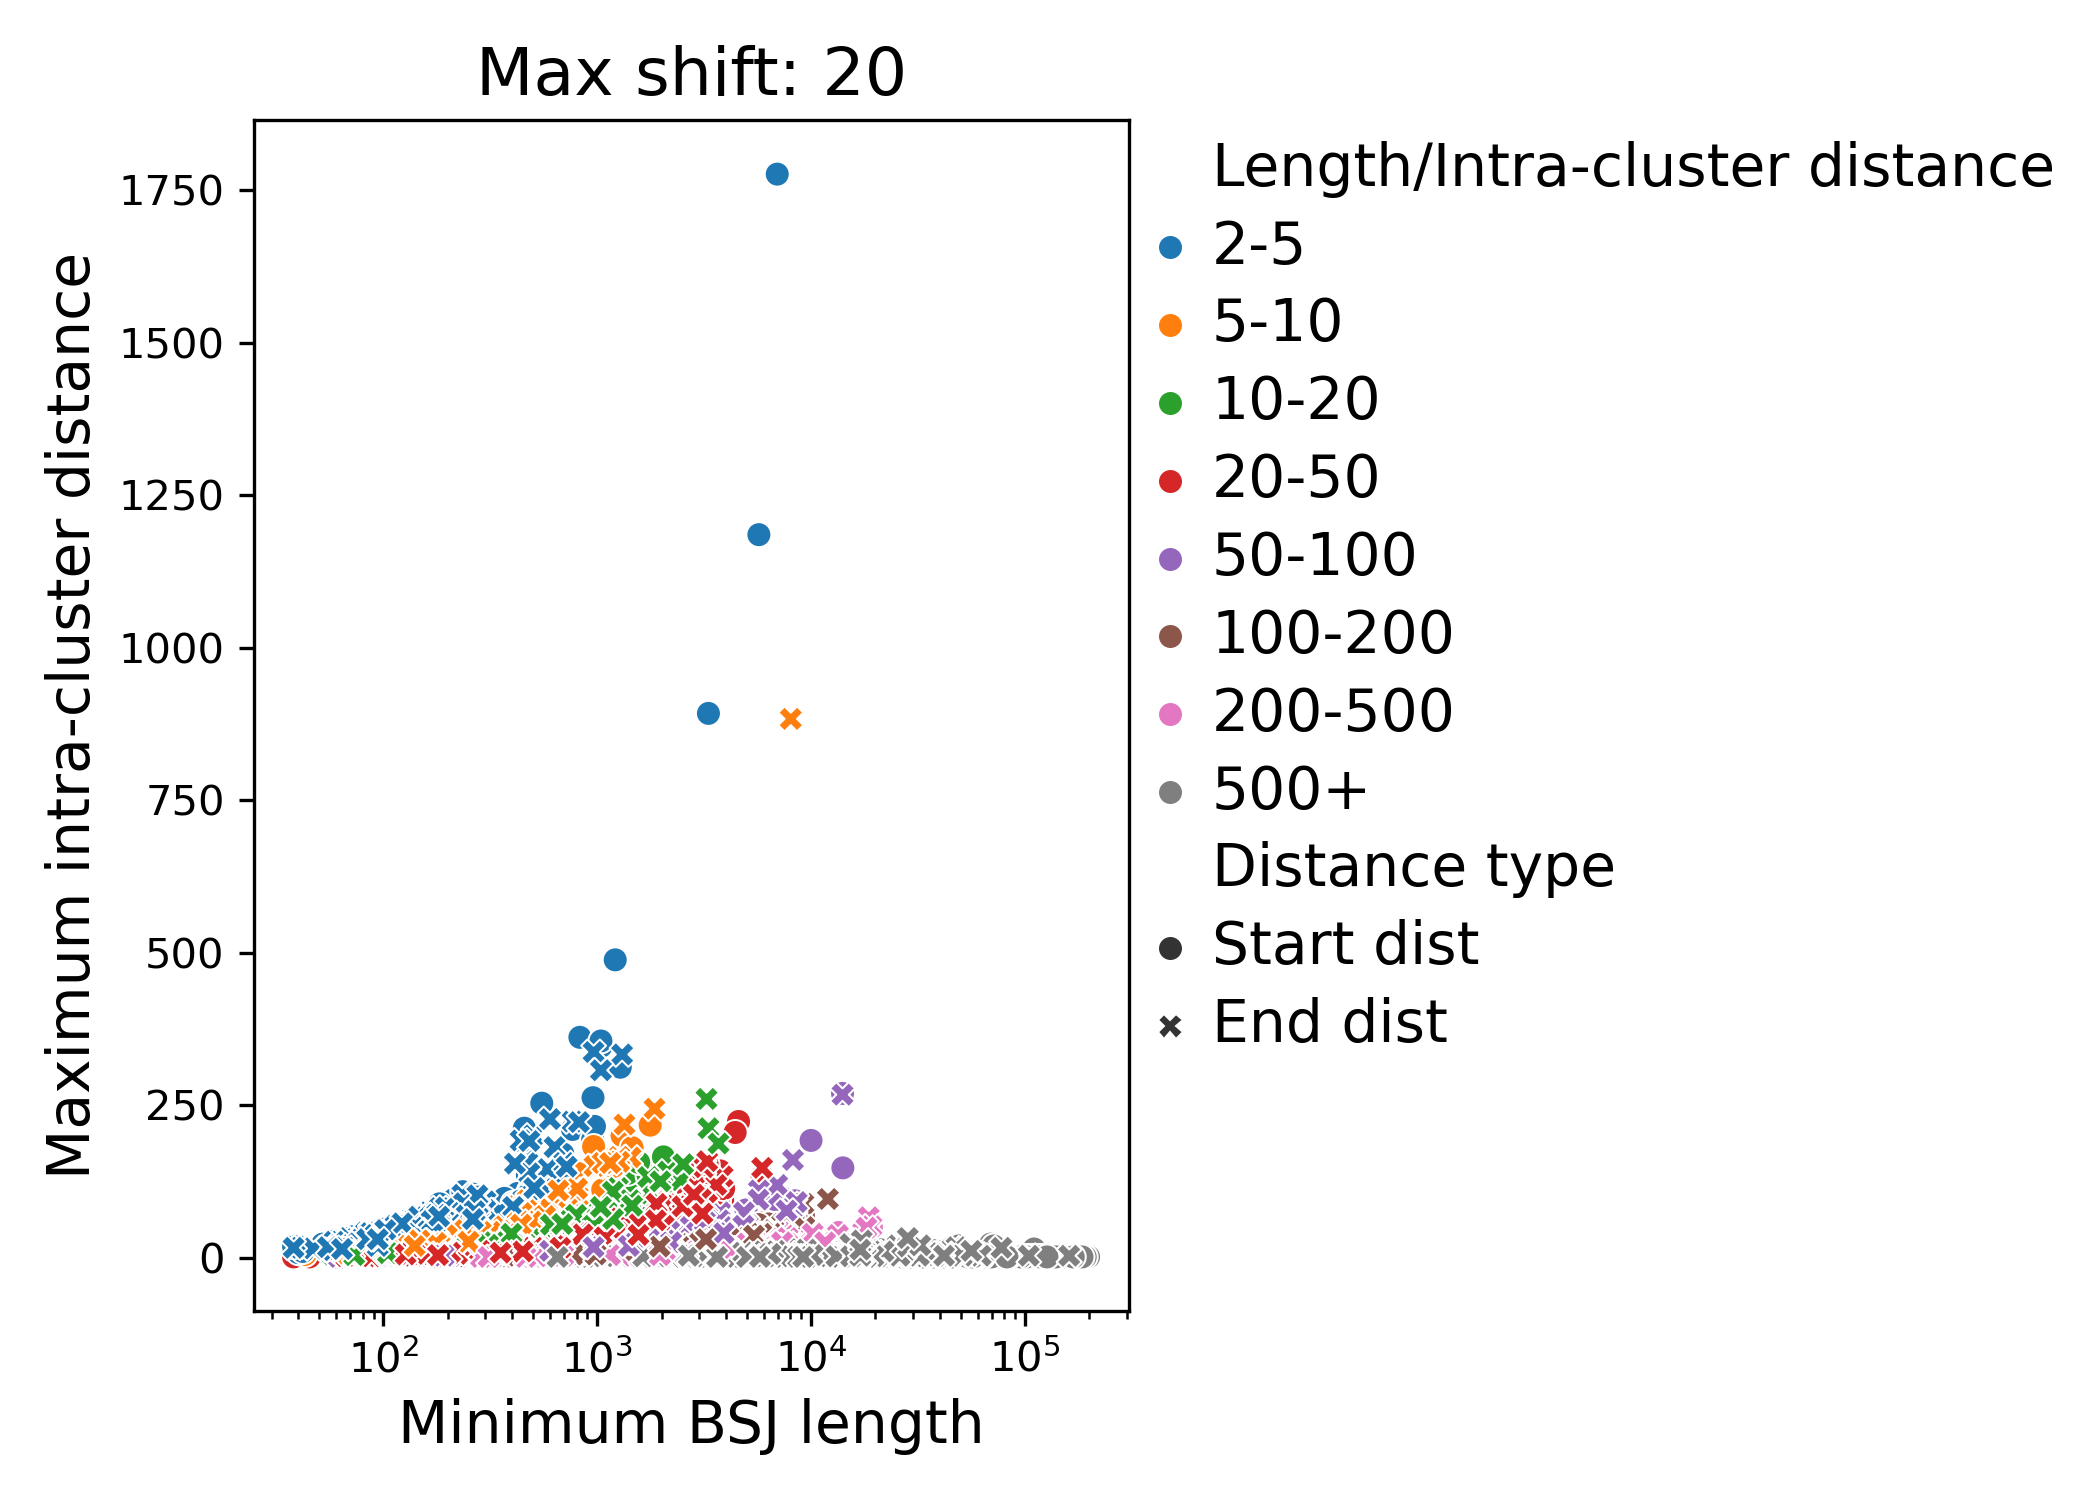 Max shift: 20
Maximum intra-cluster distance
1750
1500
1250
1000
750
500
250
0
10²
10³
10⁴
10⁵
Minimum BSJ length
Length/Intra-cluster distance
2-5
5-10
10-20
20-50
50-100
100-200
200-500
500+
Distance type
Start dist
End dist